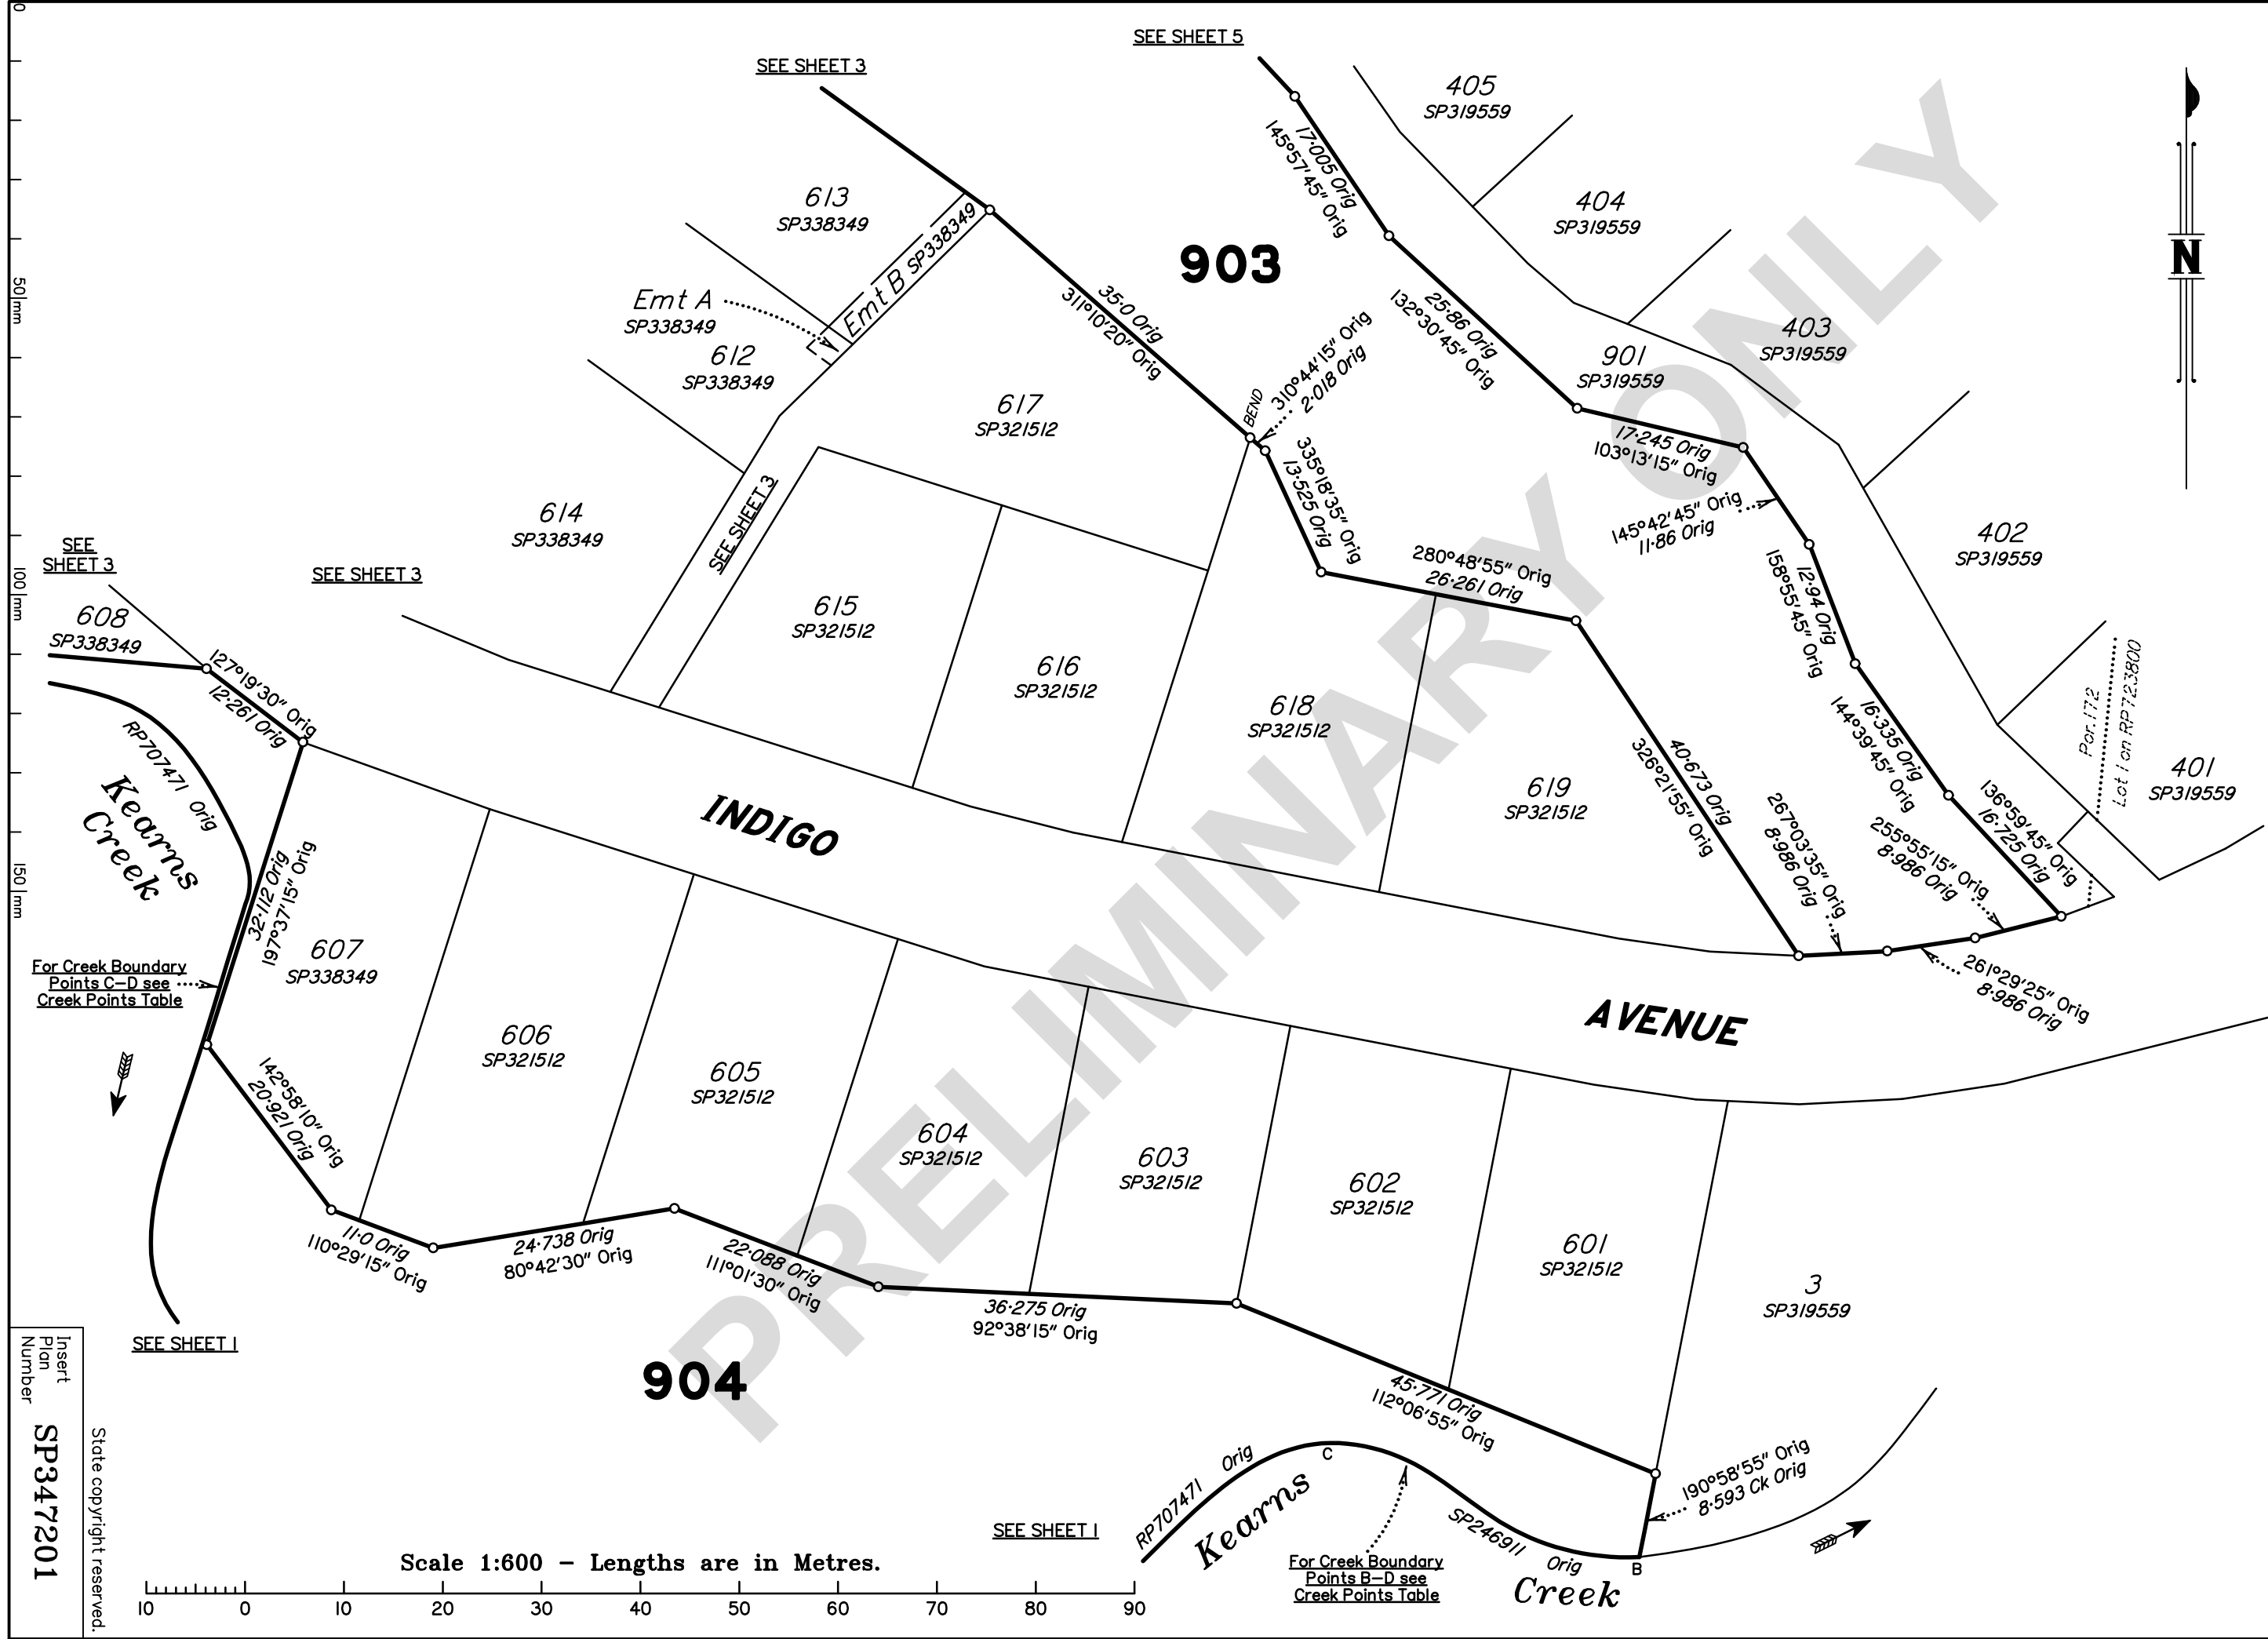 SEE SHEET 5
SEE SHEET 3
405
SP319559
17·005 Orig
145°57'45" Orig
613
SP338349
404
SP319559
903
N
Emt B SP338349
Emt A
SP338349
35·0 Orig
311°10'20" Orig
25·86 Orig
132°30'45" Orig
403
SP319559
901
SP319559
612
SP338349
310°44'15" Orig
2·018 Orig
BEND
617
SP321512
335°18'35" Orig
13·525 Orig
17·245 Orig
103°13'15" Orig
145°42'45" Orig
11·86 Orig
614
SP338349
SEE SHEET 3
402
SP319559
SEE
SHEET 3
SEE SHEET 3
280°48'55" Orig
26·261 Orig
12·94 Orig
158°55'45" Orig
608
SP338349
615
SP321512
616
SP321512
618
SP321512
127°19'30" Orig
12·261 Orig
16·335 Orig
144°39'45" Orig
Por.172
Lot 1 on RP723800
401
SP319559
RP707471 Orig
Kearns
Creek
40·673 Orig
326°21'55" Orig
619
SP321512
INDIGO
267°03'35" Orig
8·986 Orig
255°55'15" Orig
8·986 Orig
136°59'45" Orig
16·725 Orig
32·112 Orig
197°37'15" Orig
261°29'25" Orig
8·986 Orig
For Creek Boundary
Points C–D see
Creek Points Table
607
SP338349
AVENUE
606
SP321512
605
SP321512
604
SP321512
603
SP321512
602
SP321512
601
SP321512
3
SP319559
142°58'10" Orig
20·921 Orig
11·0 Orig
110°29'15" Orig
24·738 Orig
80°42'30" Orig
22·088 Orig
111°01'30" Orig
36·275 Orig
92°38'15" Orig
SEE SHEET 1
904
45·771 Orig
112°06'55" Orig
190°58'55" Orig
8·593 Ck Orig
RP707471 Orig
C
Kearns
SP246911 Orig
B
Creek
SEE SHEET 1
For Creek Boundary
Points B–D see
Creek Points Table
Scale 1:600 – Lengths are in Metres.
10 0 10 20 30 40 50 60 70 80 90
0
50 mm
100 mm
150 mm
Insert
Plan
Number
SP347201
State copyright reserved.
PRELIMINARY ONLY